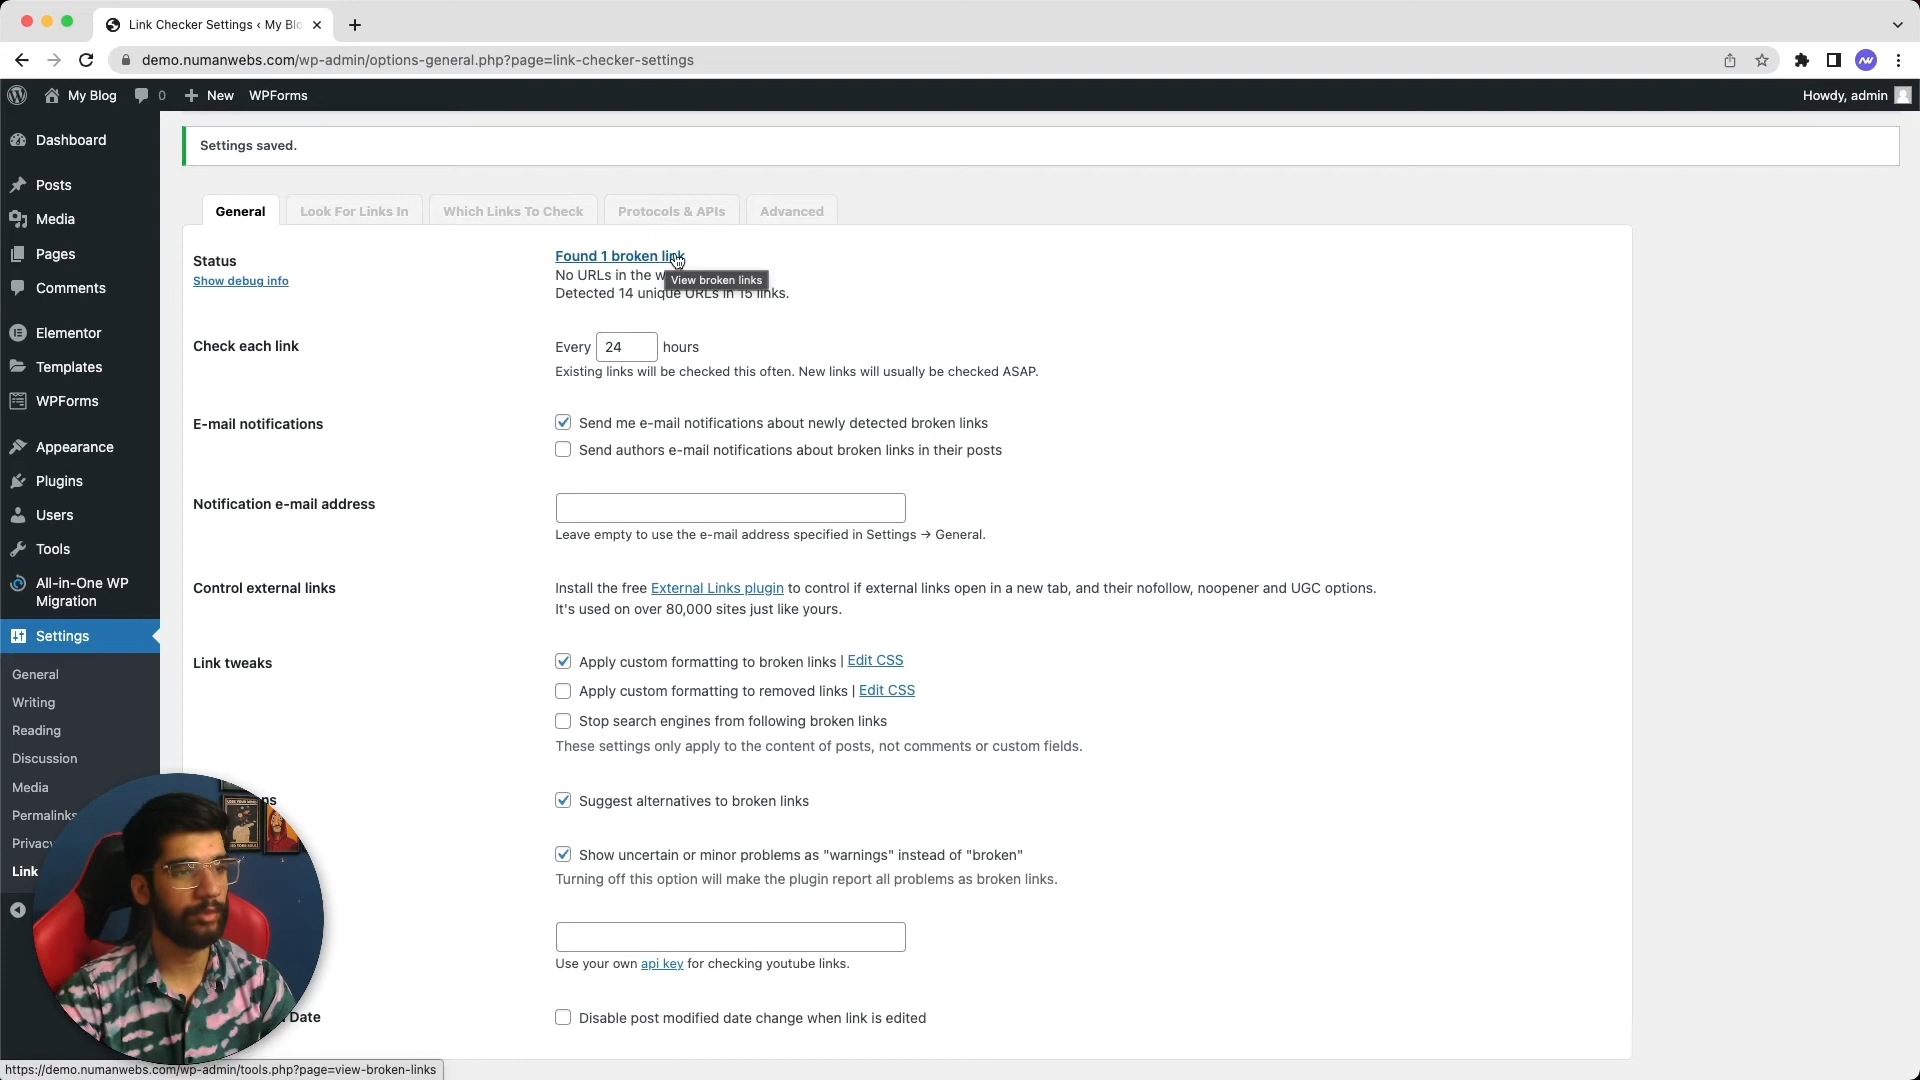 Link Checker Settings ‹ My Blo
demo.numanwebs.com/wp-admin/options-general.php?page=link-checker-settings
My Blog
0
New
WPForms
Howdy, admin
Dashboard
Posts
Media
Pages
Comments
Elementor
Templates
WPForms
Appearance
Plugins
Users
Tools
All-in-One WP
Migration
Settings
General
Writing
Reading
Discussion
Media
Permalinks
Privacy
Link
Settings saved.
General
Look For Links In
Which Links To Check
Protocols & APIs
Advanced
Status
Show debug info
Found 1 broken link
No URLs in the w
View broken links
Detected 14 unique URLs in 15 links.
Check each link
Every 24 hours
Existing links will be checked this often. New links will usually be checked ASAP.
E-mail notifications
Send me e-mail notifications about newly detected broken links
Send authors e-mail notifications about broken links in their posts
Notification e-mail address
Leave empty to use the e-mail address specified in Settings → General.
Control external links
Install the free External Links plugin to control if external links open in a new tab, and their nofollow, noopener and UGC options.
It's used on over 80,000 sites just like yours.
Link tweaks
Apply custom formatting to broken links | Edit CSS
Apply custom formatting to removed links | Edit CSS
Stop search engines from following broken links
These settings only apply to the content of posts, not comments or custom fields.
ns
Suggest alternatives to broken links
Show uncertain or minor problems as "warnings" instead of "broken"
Turning off this option will make the plugin report all problems as broken links.
Use your own api key for checking youtube links.
Date
Disable post modified date change when link is edited
https://demo.numanwebs.com/wp-admin/tools.php?page=view-broken-links